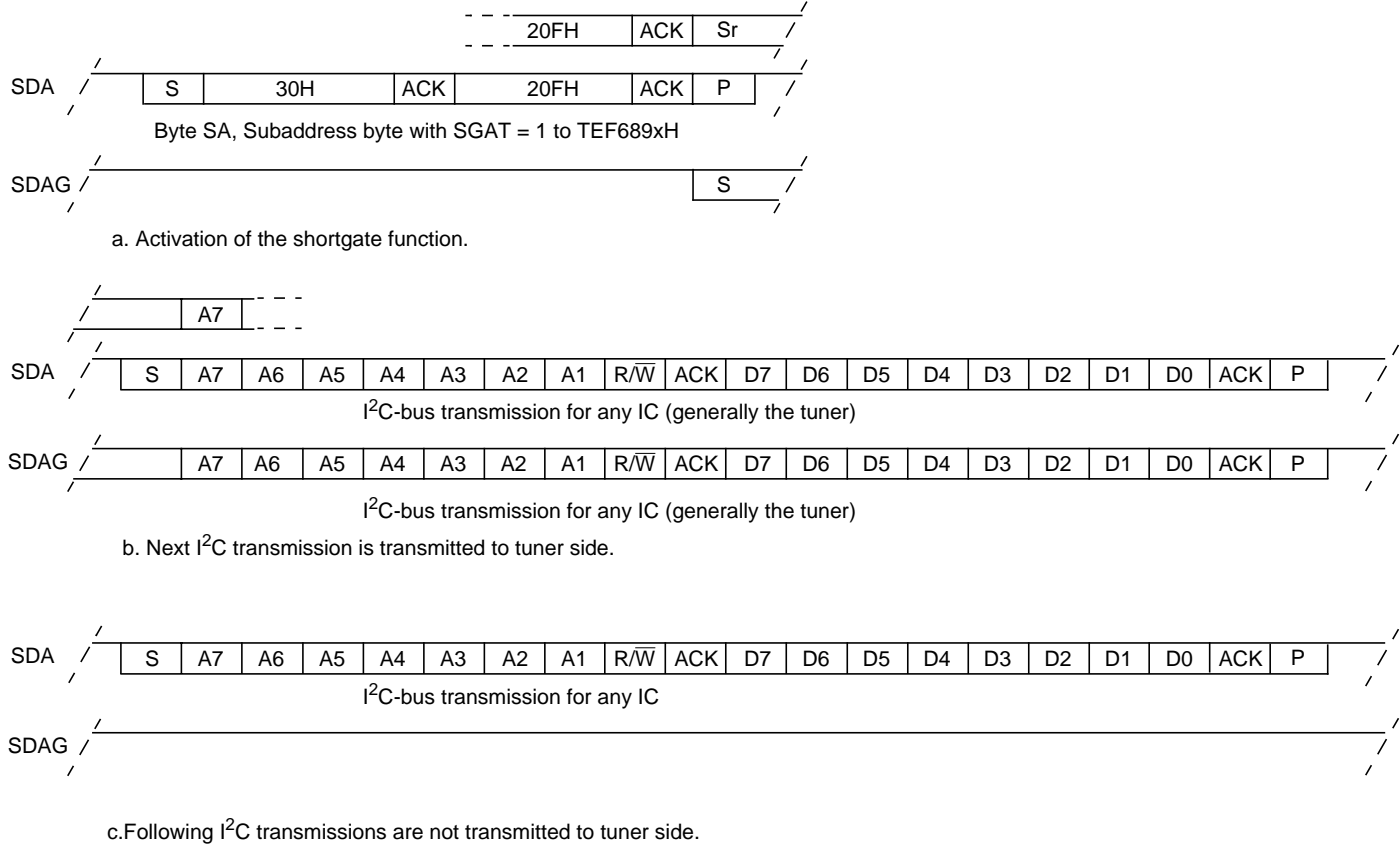 20FH ACK Sr
SDA S 30H ACK 20FH ACK P
Byte SA, Subaddress byte with SGAT = 1 to TEF689xH
SDAG S
a. Activation of the shortgate function.
A7
SDA S A7 A6 A5 A4 A3 A2 A1 R/W̅ ACK D7 D6 D5 D4 D3 D2 D1 D0 ACK P
I²C-bus transmission for any IC (generally the tuner)
SDAG A7 A6 A5 A4 A3 A2 A1 R/W̅ ACK D7 D6 D5 D4 D3 D2 D1 D0 ACK P
I²C-bus transmission for any IC (generally the tuner)
b. Next I²C transmission is transmitted to tuner side.
SDA S A7 A6 A5 A4 A3 A2 A1 R/W̅ ACK D7 D6 D5 D4 D3 D2 D1 D0 ACK P
I²C-bus transmission for any IC
SDAG
c.Following I²C transmissions are not transmitted to tuner side.